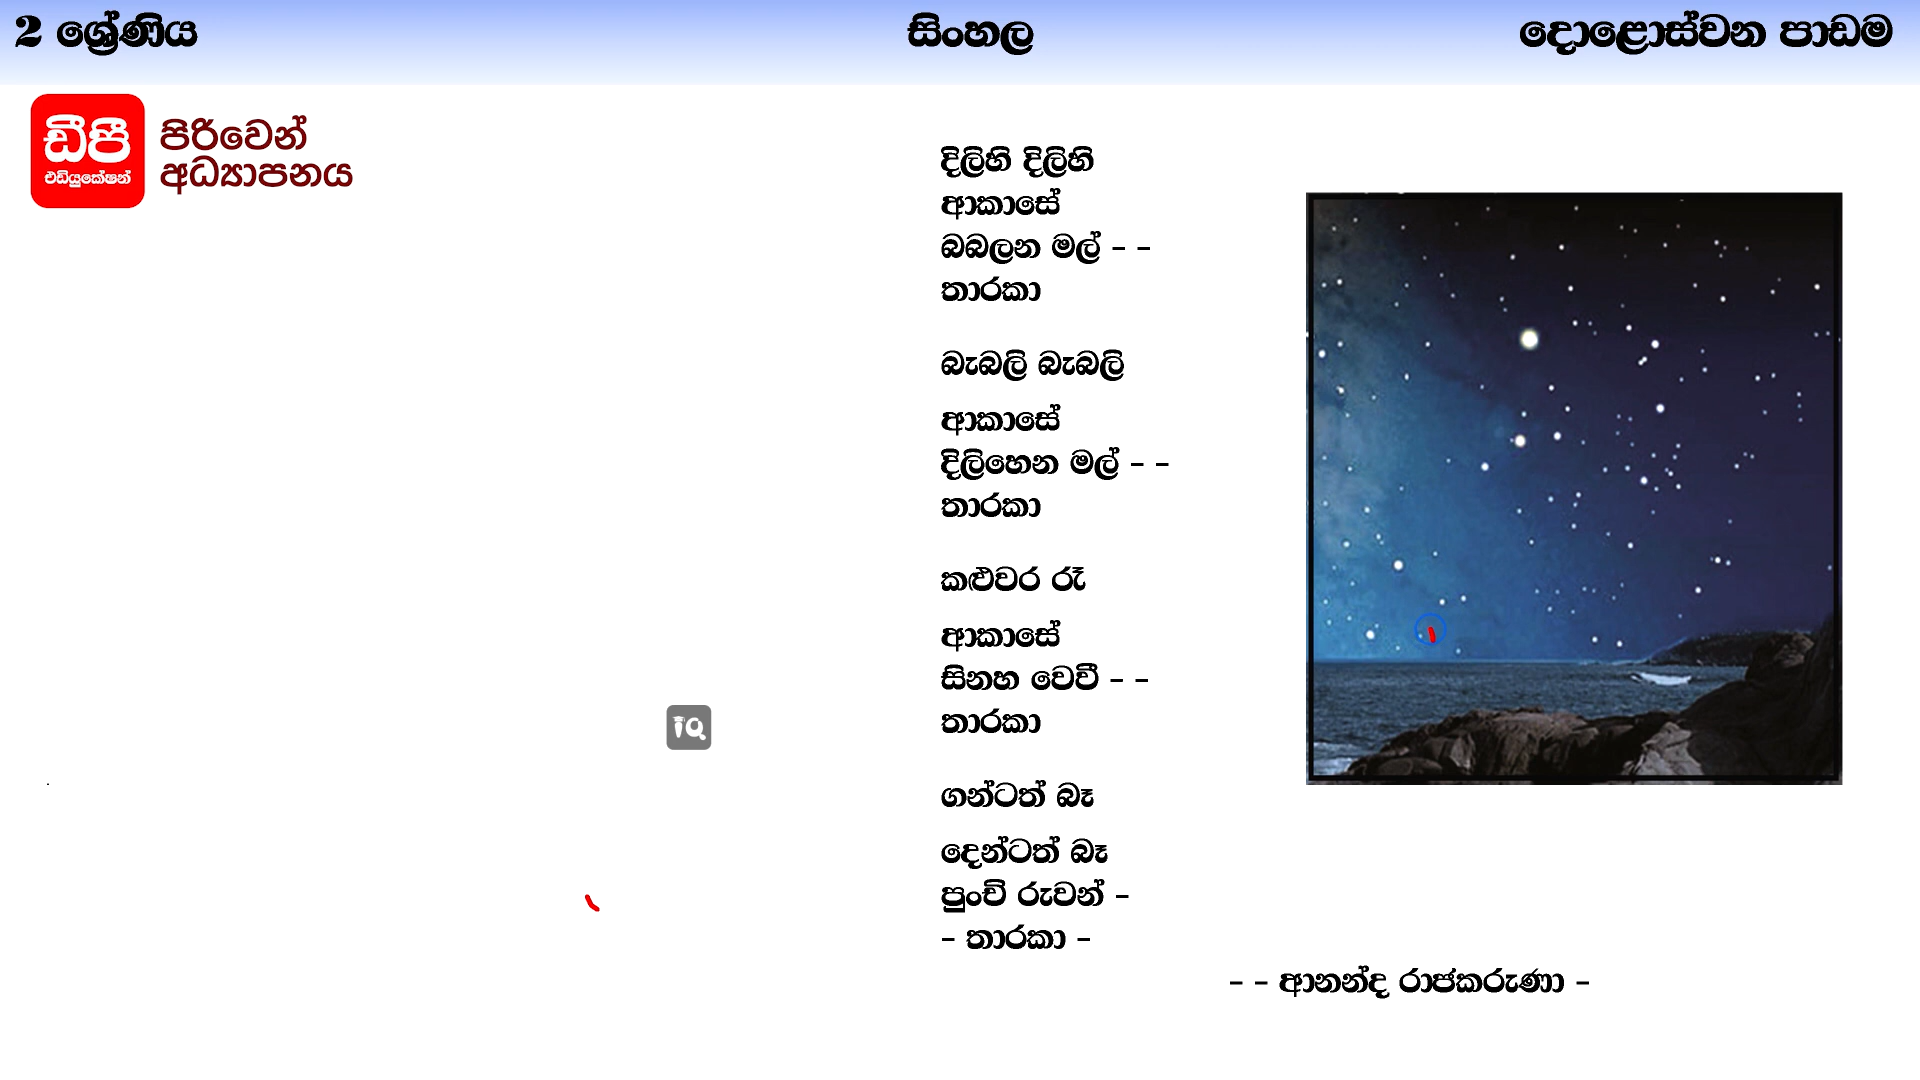 2 ශ්‍රේණිය
සිංහල
දොළොස්වන පාඩම
ඩීපී
එඩියුකේෂන්
පිරිවෙන්
අධ්‍යාපනය
දිලිහි දිලිහි
ආකාසේ
බබලන මල් - -
තාරකා
බැබලි බැබලි
ආකාසේ
දිලිහෙන මල් - -
තාරකා
කළුවර රෑ
ආකාසේ
සිනහ වෙවී - -
තාරකා
ගන්ටත් බෑ
දෙන්ටත් බෑ
පුංචි රුවන් -
- තාරකා -
- - ආනන්ද රාජකරුණා -
iQ